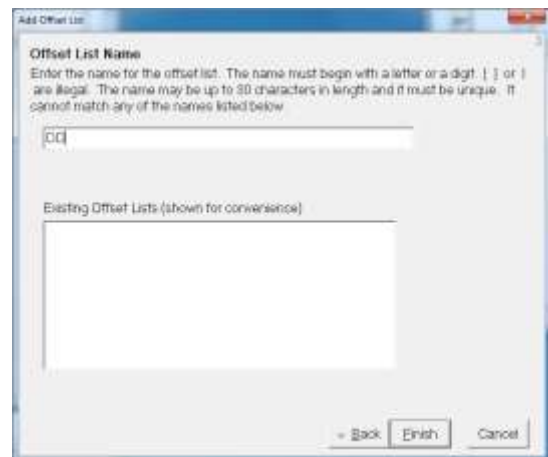 Add Offset List
Offset List Name
Enter the name for the offset list. The name must begin with a letter or a digit. [ ] or |
are illegal. The name may be up to 30 characters in length and it must be unique. It
cannot match any of the names listed below
Existing Offset Lists (shown for convenience)
< Back Finish Cancel